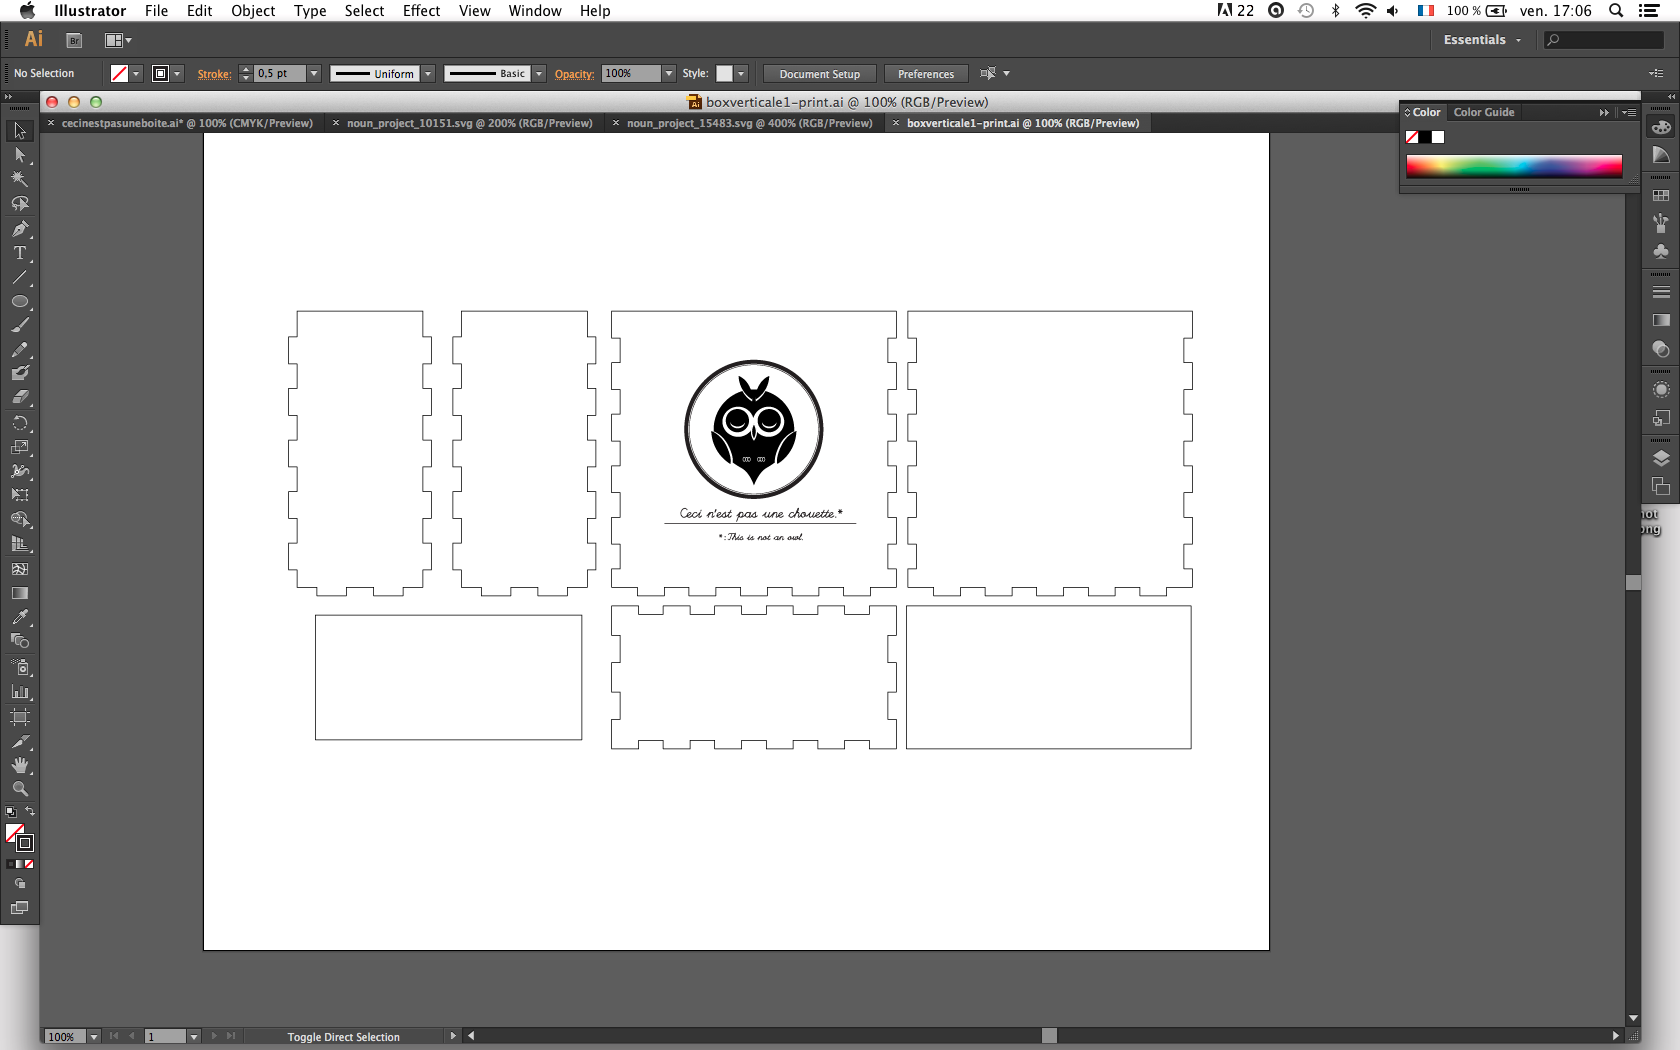 Illustrator File Edit Object Type Select Effect View Window Help 22 100 % ven. 17:06
Ai Br Essentials
No Selection Stroke: 0,5 pt Uniform Basic Opacity: 100% Style: Document Setup Preferences
Ai boxverticale1-print.ai @ 100% (RGB/Preview)
× cecinestpasuneboite.ai* @ 100% (CMYK/Preview) × noun_project_10151.svg @ 200% (RGB/Preview) × noun_project_15483.svg @ 400% (RGB/Preview) × boxverticale1-print.ai @ 100% (RGB/Preview)
Color Color Guide
T
Ceci n'est pas une chouette.*
*: This is not an owl.
100% 1 Toggle Direct Selection